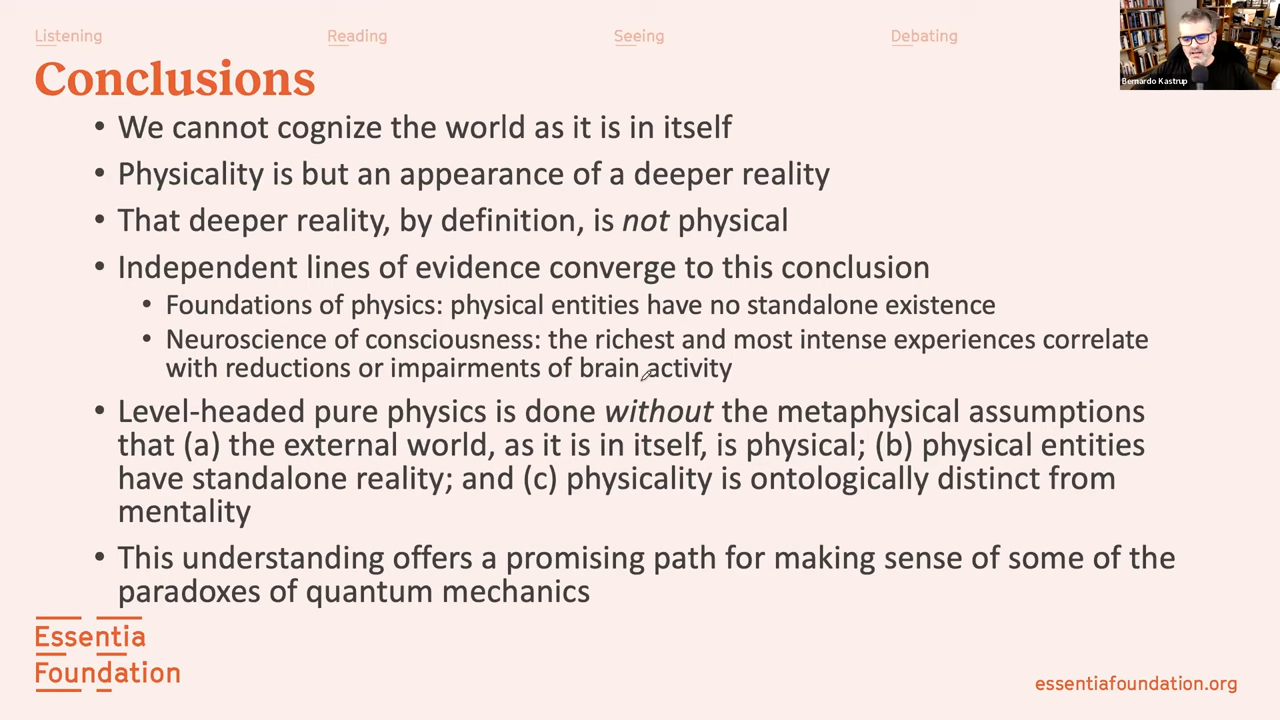 Listening Reading Seeing Debating
Bernardo Kastrup
Conclusions
• We cannot cognize the world as it is in itself
• Physicality is but an appearance of a deeper reality
• That deeper reality, by definition, is not physical
• Independent lines of evidence converge to this conclusion
• Foundations of physics: physical entities have no standalone existence
• Neuroscience of consciousness: the richest and most intense experiences correlate
with reductions or impairments of brain activity
• Level-headed pure physics is done without the metaphysical assumptions
that (a) the external world, as it is in itself, is physical; (b) physical entities
have standalone reality; and (c) physicality is ontologically distinct from
mentality
• This understanding offers a promising path for making sense of some of the
paradoxes of quantum mechanics
Essentia
Foundation
essentiafoundation.org